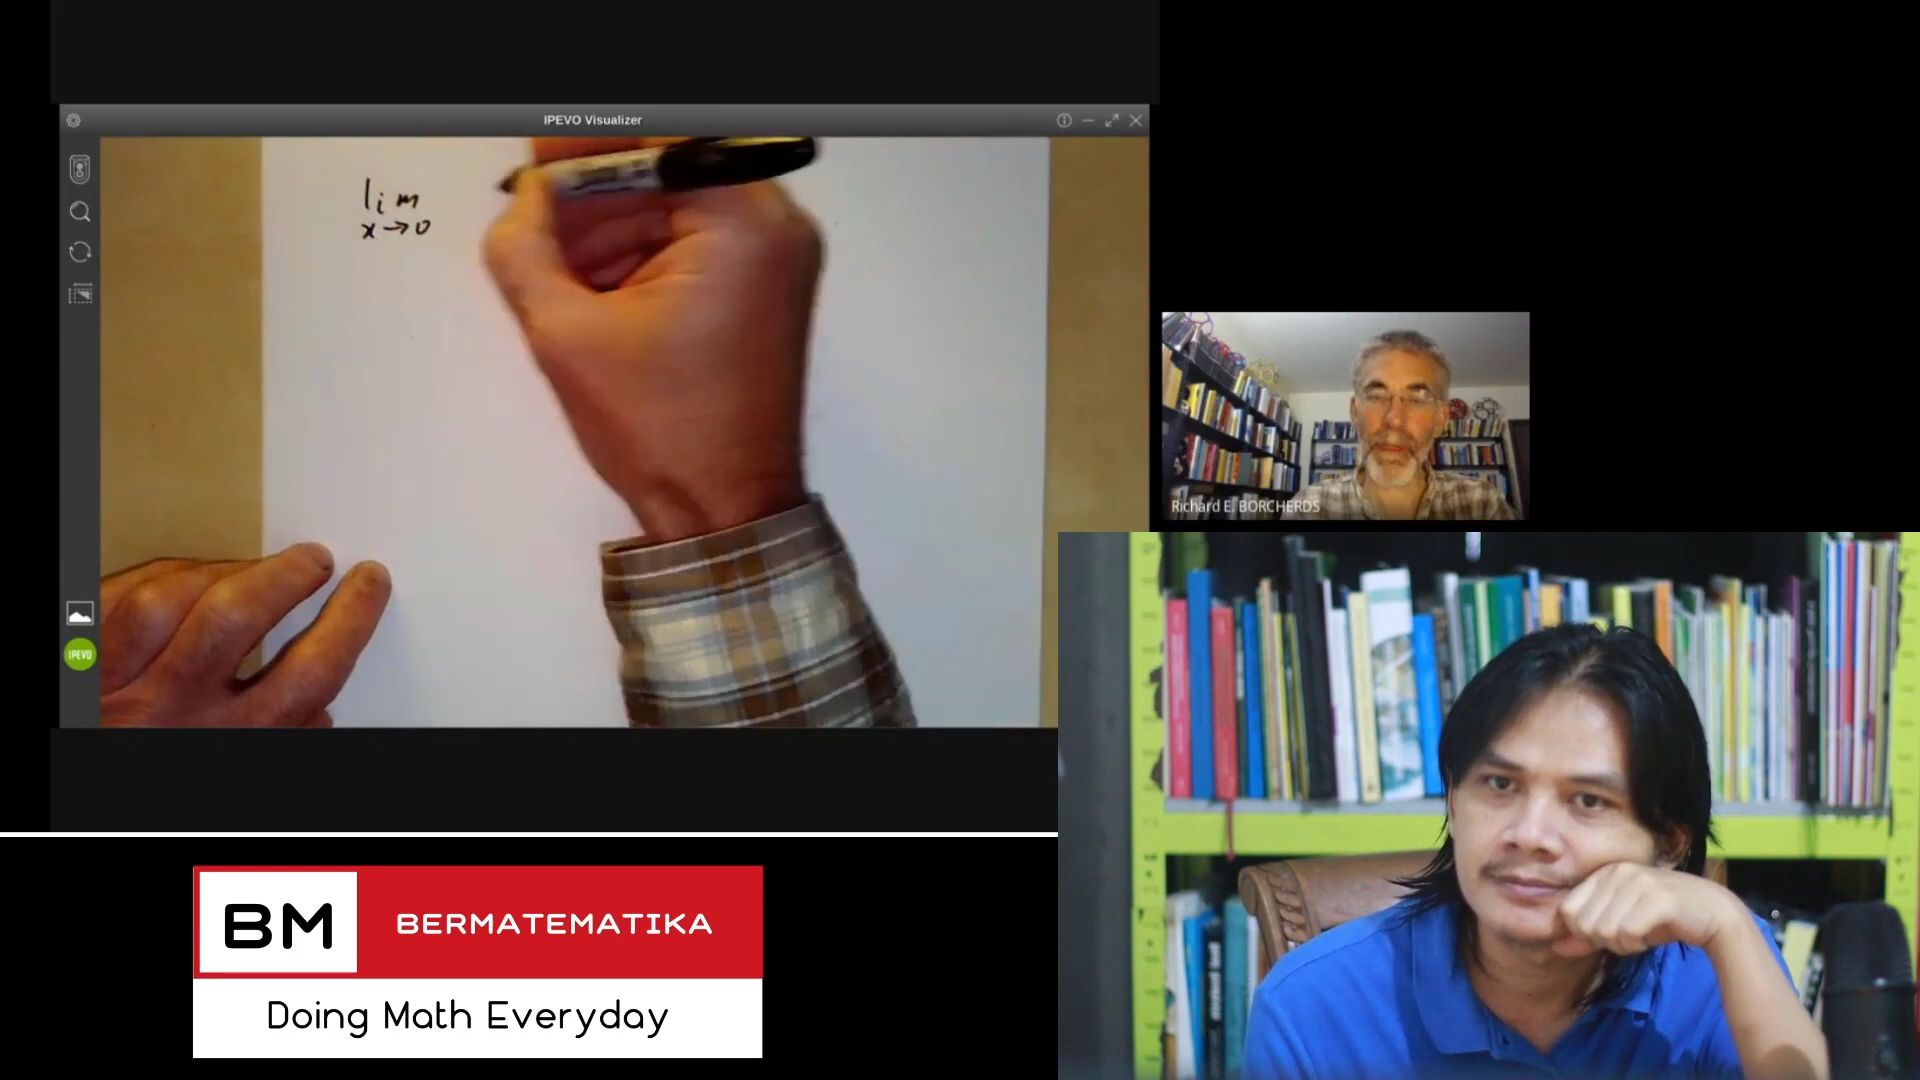 IPEVO Visualizer
lim
x→0
IPEVO
Richard E. BORCHERDS
BM
BERMATEMATIKA
Doing Math Everyday